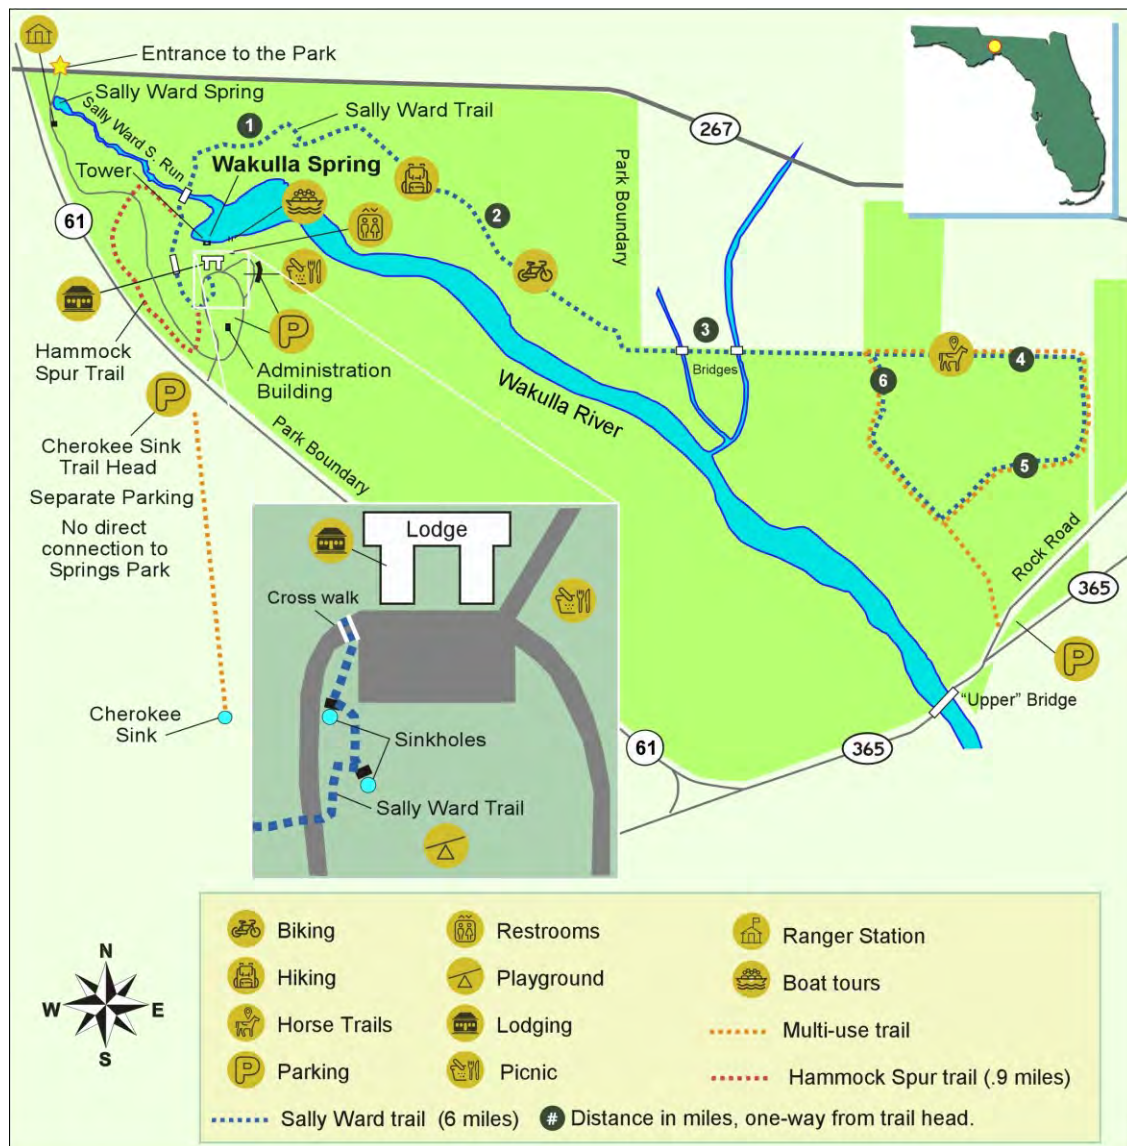 Entrance to the Park
Sally Ward Spring
Sally Ward S. Run
1
Sally Ward Trail
267
Tower
Wakulla Spring
Park Boundary
2
61
3
Bridges
4
6
5
Hammock
Spur Trail
Administration
Building
Wakulla River
Cherokee Sink
Trail Head
Separate Parking
No direct
connection to
Springs Park
Park Boundary
Rock Road
365
"Upper" Bridge
Cherokee
Sink
Lodge
Cross walk
Sinkholes
Sally Ward Trail
61
365
N
W
E
S
Biking
Hiking
Horse Trails
Parking
Restrooms
Playground
Lodging
Picnic
Ranger Station
Boat tours
Multi-use trail
Hammock Spur trail (.9 miles)
Sally Ward trail (6 miles)
# Distance in miles, one-way from trail head.